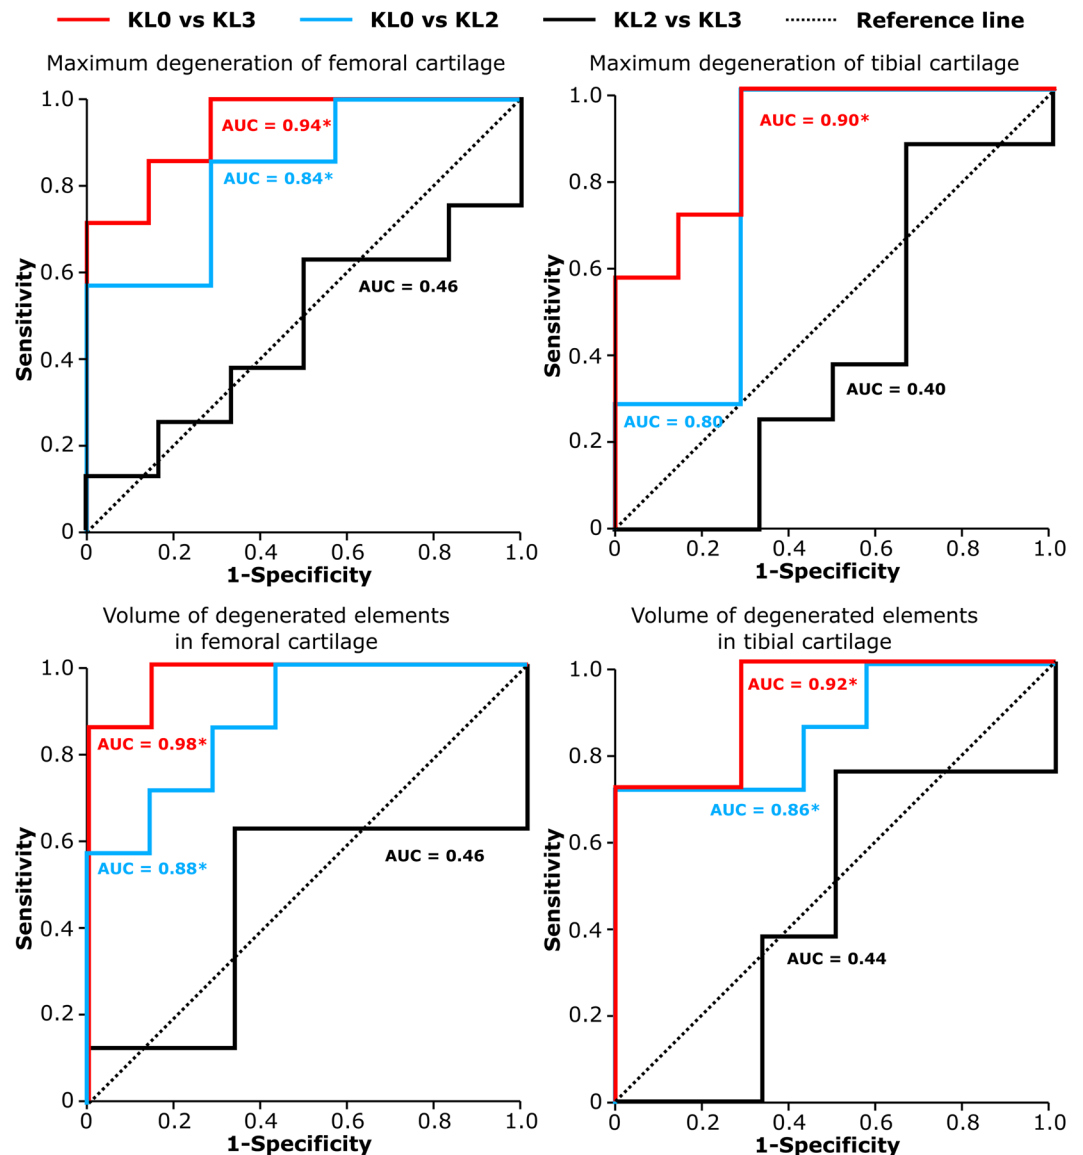 KL0 vs KL3 KL0 vs KL2 KL2 vs KL3 Reference line
Maximum degeneration of femoral cartilage
1.0
0.8
0.6
0.4
0.2
0
Sensitivity
AUC = 0.94*
AUC = 0.84*
AUC = 0.46
0 0.2 0.4 0.6 0.8 1.0
1-Specificity
Maximum degeneration of tibial cartilage
1.0
0.8
0.6
0.4
0.2
0
Sensitivity
AUC = 0.90*
AUC = 0.40
AUC = 0.80
0 0.2 0.4 0.6 0.8 1.0
1-Specificity
Volume of degenerated elements
in femoral cartilage
1.0
0.8
0.6
0.4
0.2
0
Sensitivity
AUC = 0.98*
AUC = 0.46
AUC = 0.88*
0 0.2 0.4 0.6 0.8 1.0
1-Specificity
Volume of degenerated elements
in tibial cartilage
1.0
0.8
0.6
0.4
0.2
0
Sensitivity
AUC = 0.92*
AUC = 0.86*
AUC = 0.44
0 0.2 0.4 0.6 0.8 1.0
1-Specificity